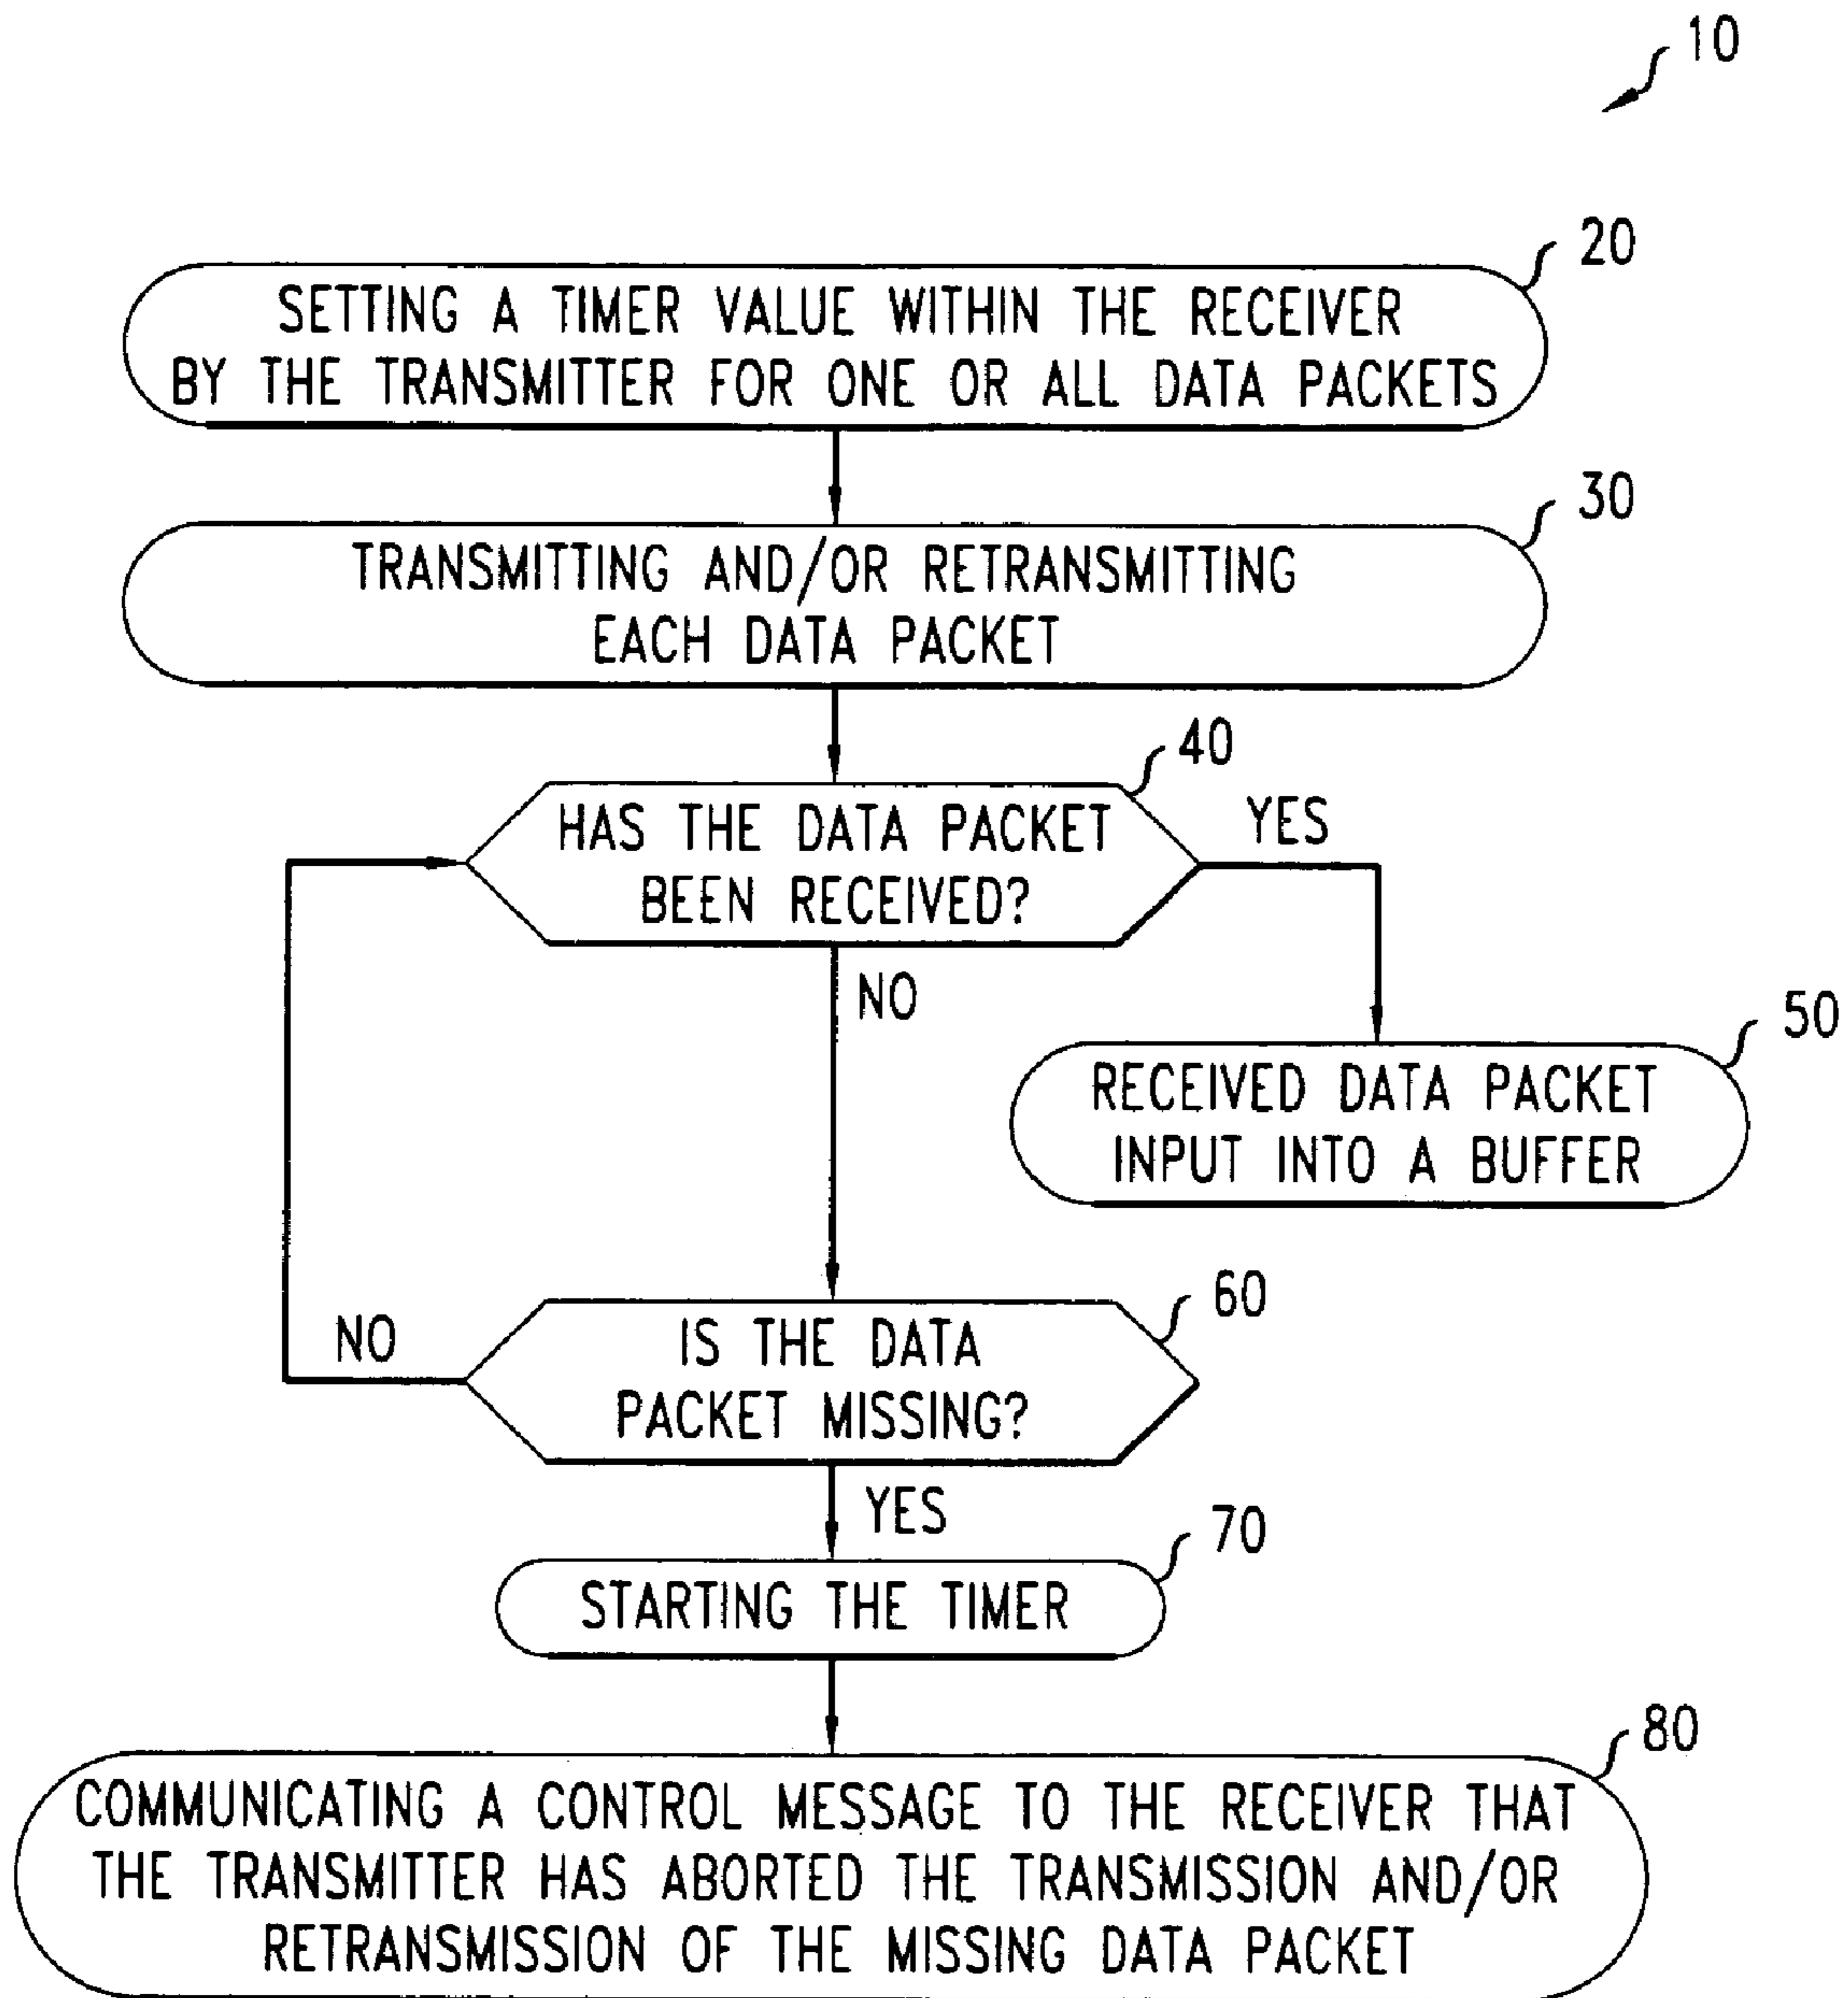 10
20
SETTING A TIMER VALUE WITHIN THE RECEIVER
BY THE TRANSMITTER FOR ONE OR ALL DATA PACKETS
30
TRANSMITTING AND/OR RETRANSMITTING
EACH DATA PACKET
40
HAS THE DATA PACKET
BEEN RECEIVED?
YES
NO
50
RECEIVED DATA PACKET
INPUT INTO A BUFFER
60
IS THE DATA
PACKET MISSING?
NO
YES
70
STARTING THE TIMER
80
COMMUNICATING A CONTROL MESSAGE TO THE RECEIVER THAT
THE TRANSMITTER HAS ABORTED THE TRANSMISSION AND/OR
RETRANSMISSION OF THE MISSING DATA PACKET